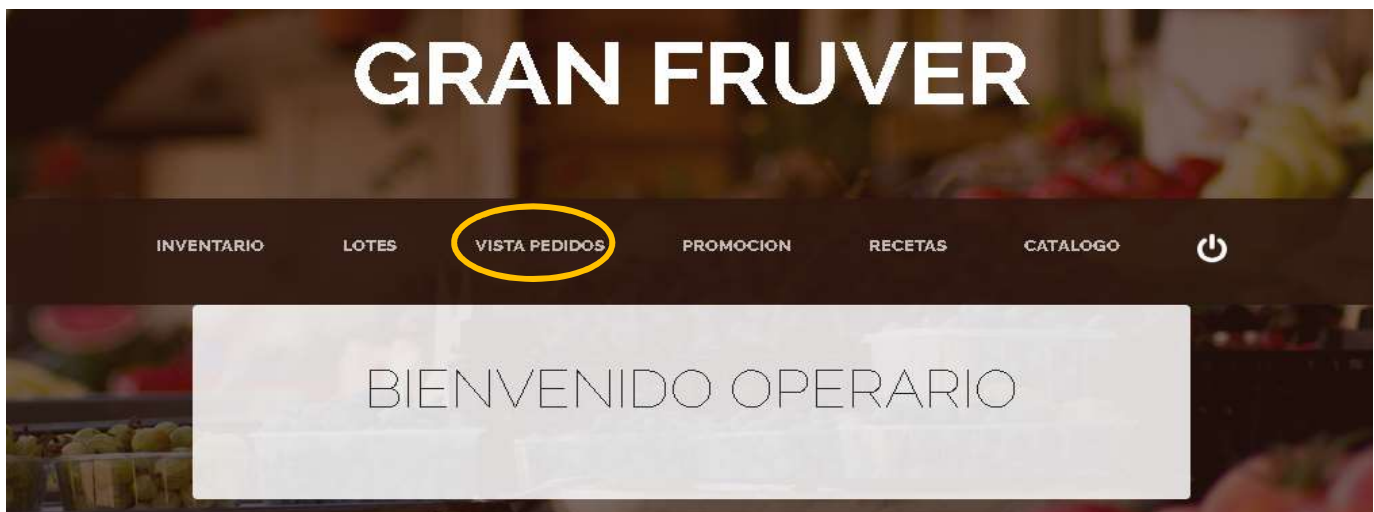 GRAN FRUVER
INVENTARIO LOTES VISTA PEDIDOS PROMOCION RECETAS CATALOGO
BIENVENIDO OPERARIO